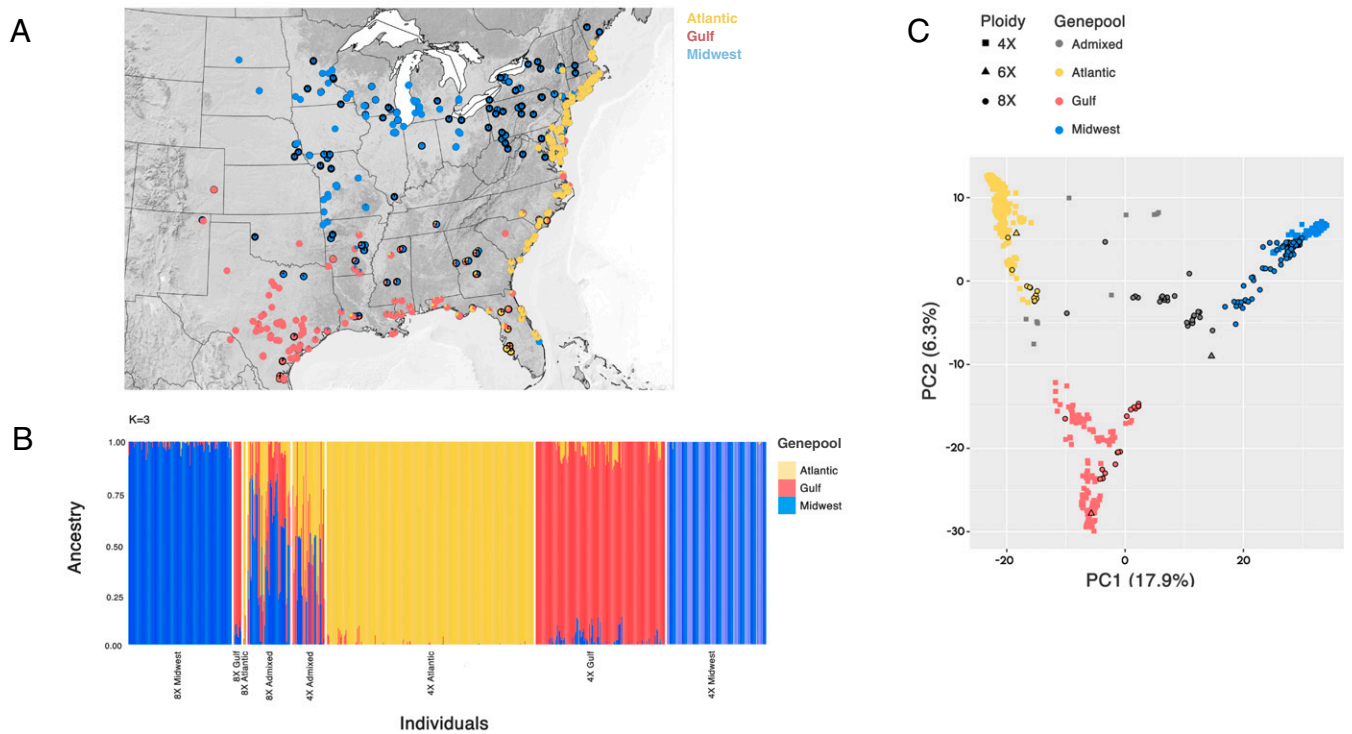 A
Atlantic
Gulf
Midwest
B
K=3
1.00
0.75
0.50
0.25
0.00
Ancestry
8X Midwest
8X Gulf
8X Atlantic
8X Admixed
4X Admixed
4X Atlantic
4X Gulf
4X Midwest
Individuals
Genepool
Atlantic
Gulf
Midwest
C
Ploidy
4X
6X
8X
Genepool
Admixed
Atlantic
Gulf
Midwest
10
0
-10
-20
-30
PC2 (6.3%)
-20
0
20
PC1 (17.9%)